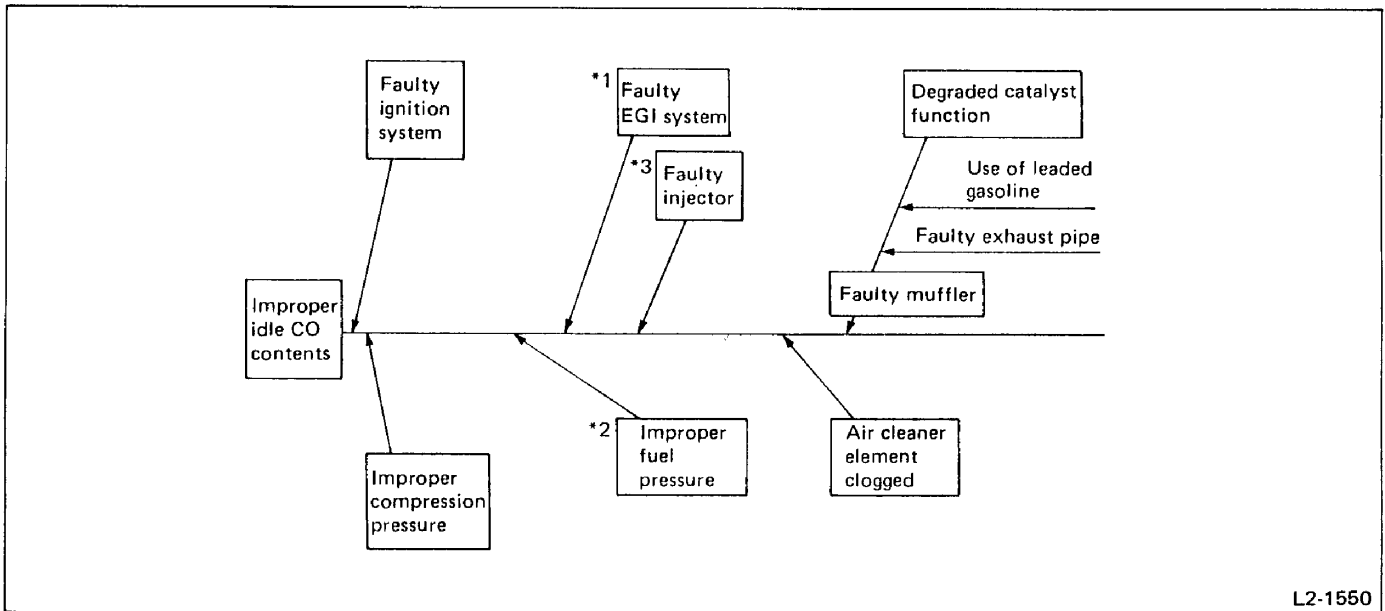 Faulty
ignition
system
*1
Faulty
EGI system
*3
Faulty
injector
Degraded catalyst
function
Use of leaded
gasoline
Faulty exhaust pipe
Faulty muffler
Improper
idle CO
contents
Improper
compression
pressure
*2
Improper
fuel
pressure
Air cleaner
element
clogged
L2-1550